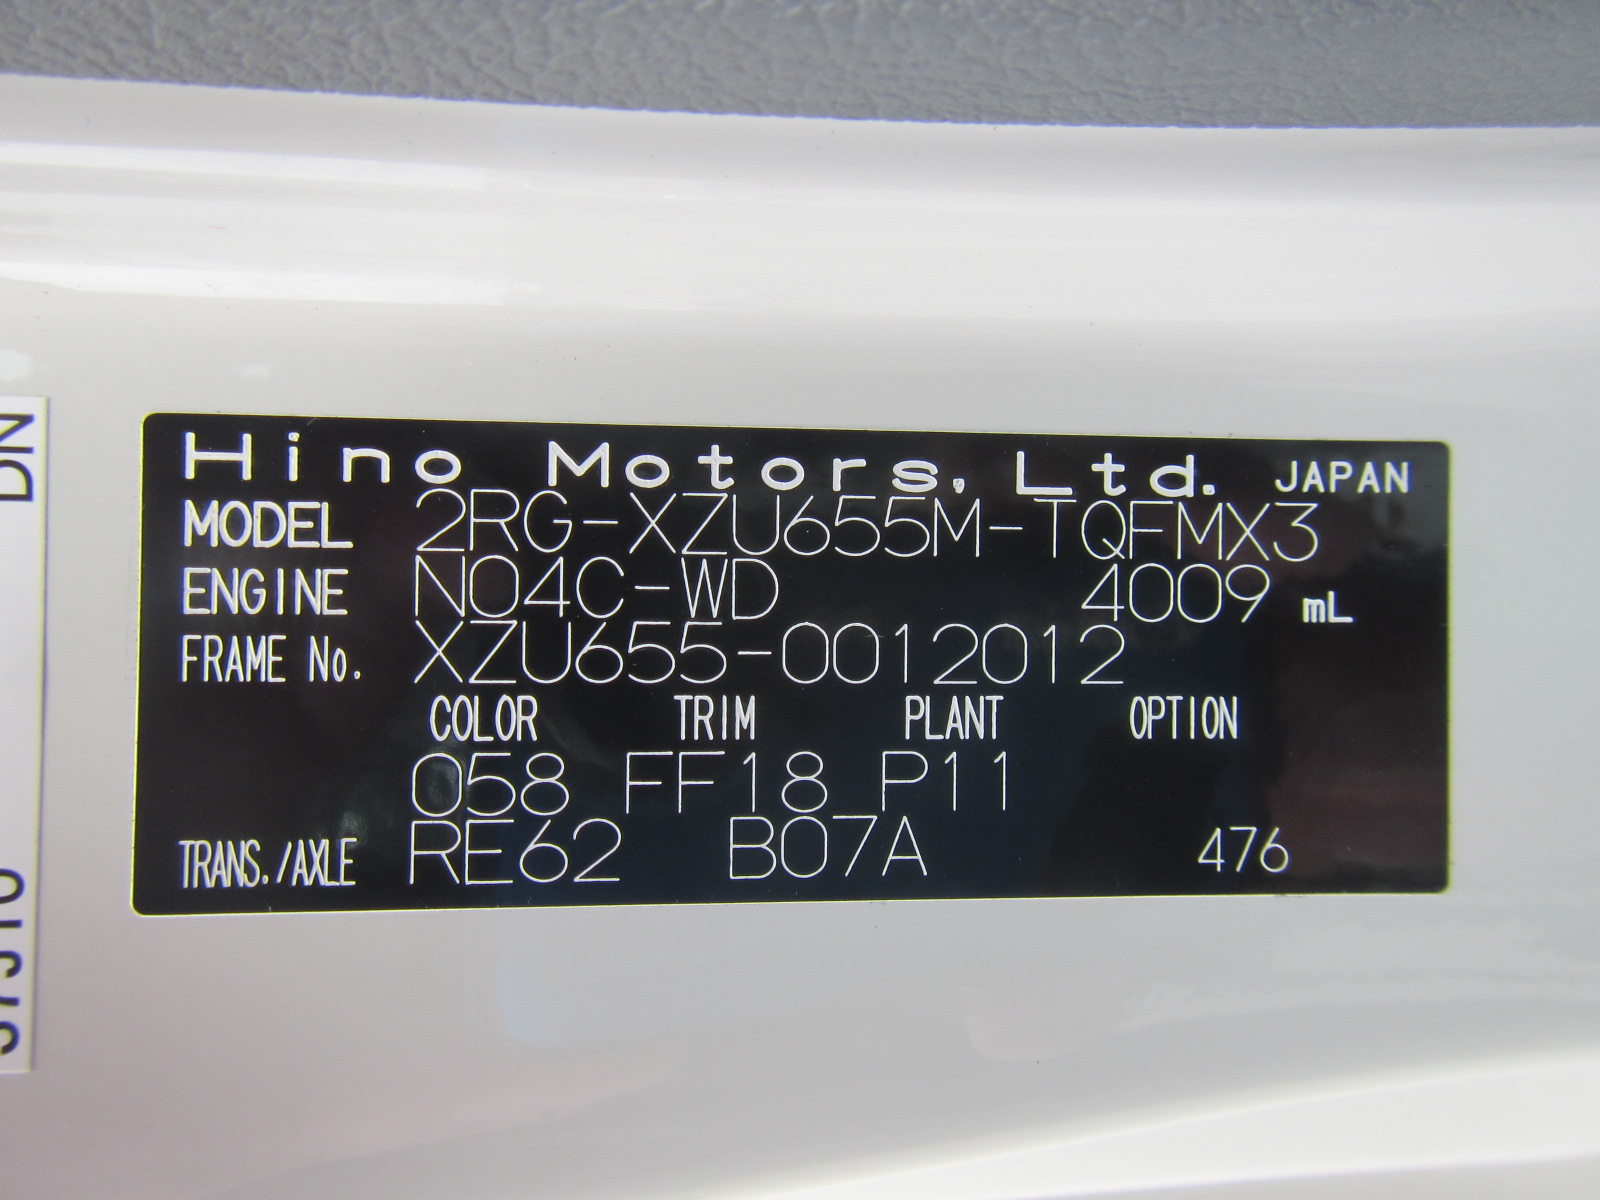 Hino Motors, Ltd. JAPAN
MODEL 2RG-XZU655M-TQFMX3
ENGINE N04C-WD 4009 mL
FRAME No. XZU655-0012012
COLOR TRIM PLANT OPTION
058 FF18 P11
TRANS./AXLE RE62 B07A 476
DN